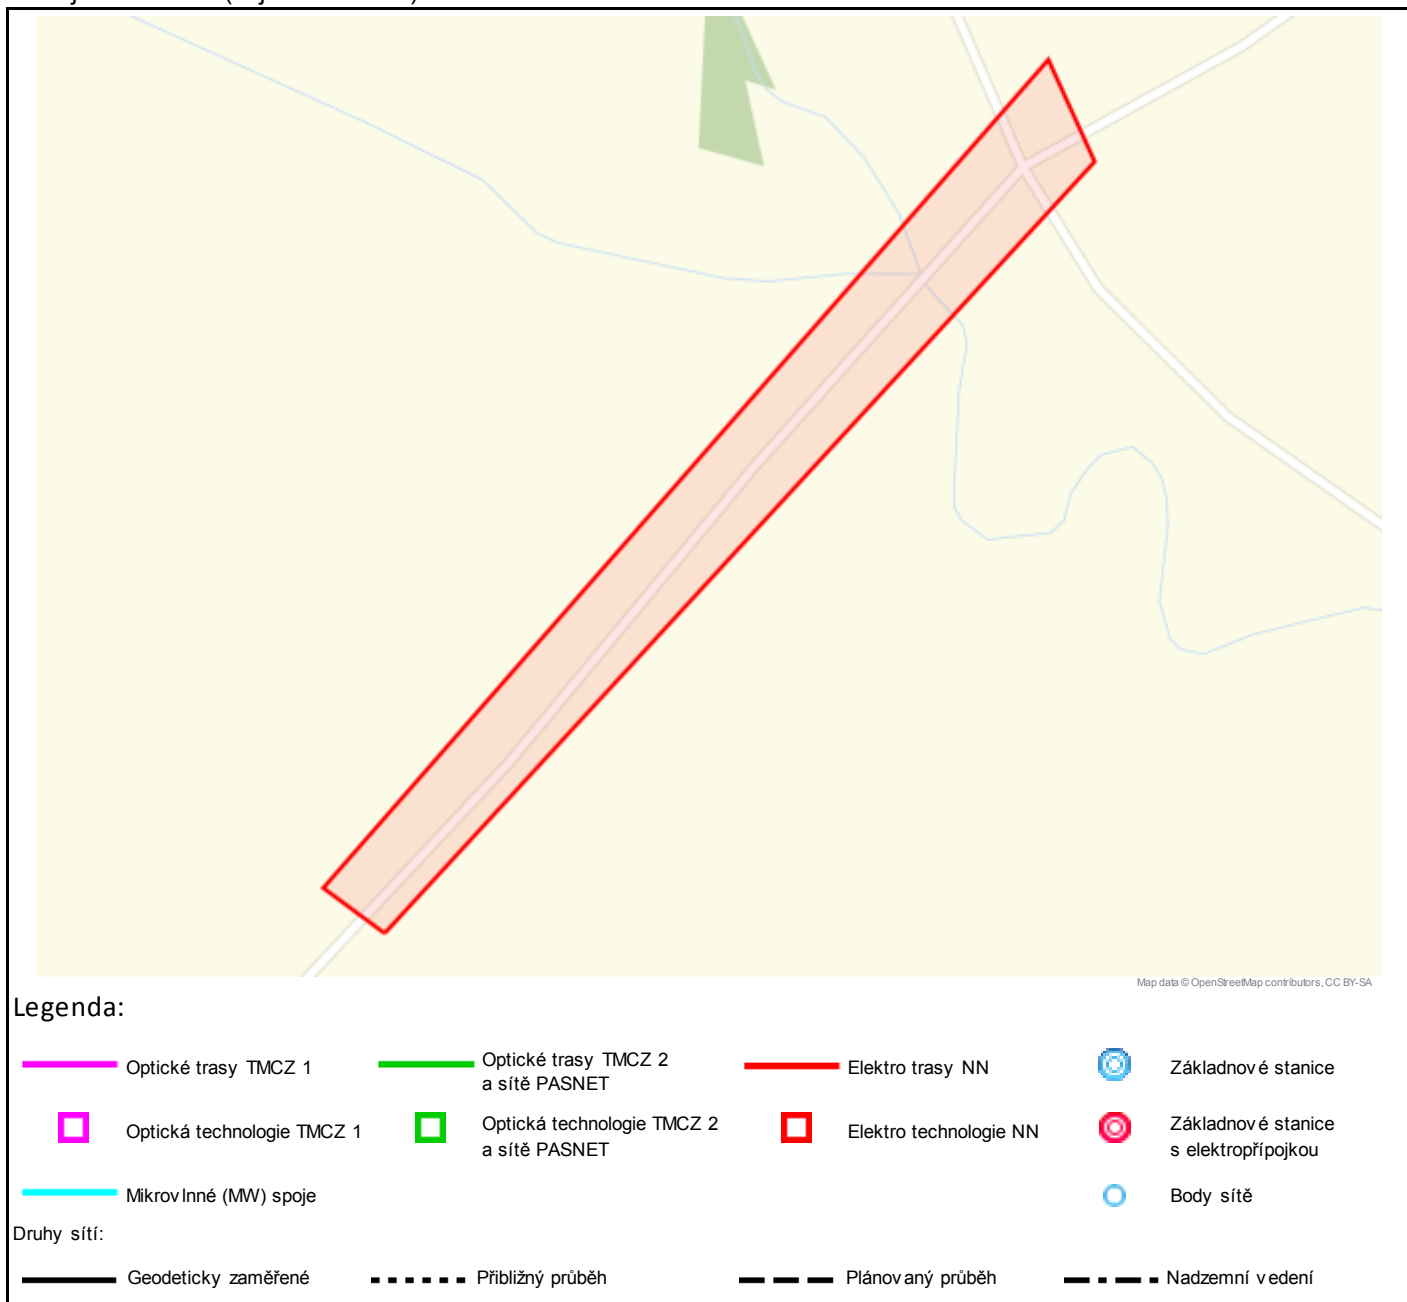 Map data © OpenStreetMap contributors, CC BY-SA
Legenda:
Optické trasy TMCZ 1
Optické trasy TMCZ 2
a sítě PASNET
Elektro trasy NN
Základnové stanice
Optická technologie TMCZ 1
Optická technologie TMCZ 2
a sítě PASNET
Elektro technologie NN
Základnové stanice
s elektropřípojkou
Mikrovlnné (MW) spoje
Body sítě
Druhy sítí:
Geodeticky zaměřené
Přibližný průběh
Plánovaný průběh
Nadzemní vedení